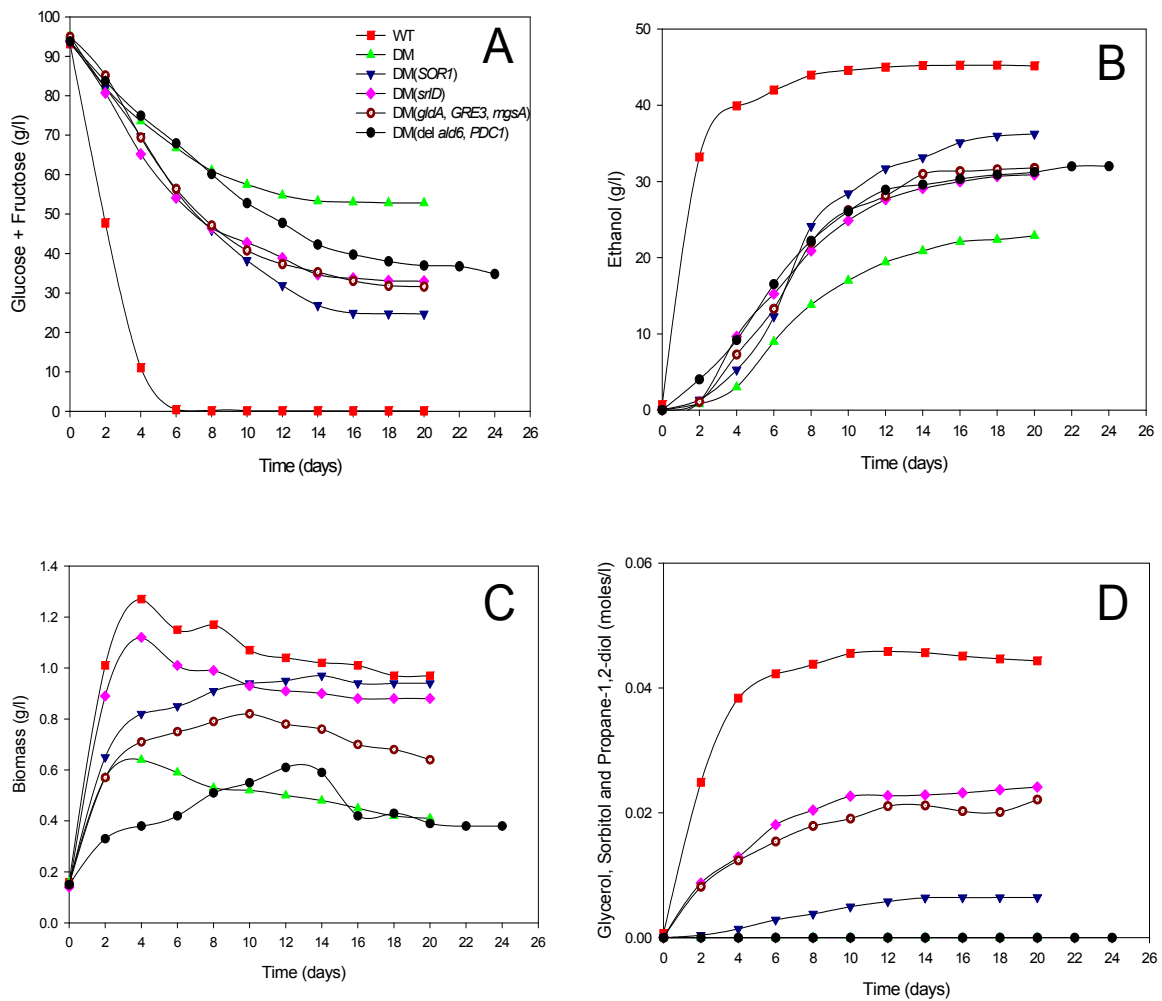 A
100
90
80
70
60
50
40
30
20
10
0
Glucose + Fructose (g/l)
WT
DM
DM(SOR1)
DM(srlD)
DM(gldA, GRE3, mgsA)
DM(del ald6, PDC1)
0 2 4 6 8 10 12 14 16 18 20 22 24 26
Time (days)
B
50
40
30
20
10
0
Ethanol (g/l)
0 2 4 6 8 10 12 14 16 18 20 22 24 26
Time (days)
C
1.4
1.2
1.0
0.8
0.6
0.4
0.2
0.0
Biomass (g/l)
0 2 4 6 8 10 12 14 16 18 20 22 24 26
Time (days)
D
0.06
0.04
0.02
0.00
Glycerol, Sorbitol and Propane-1,2-diol (moles/l)
0 2 4 6 8 10 12 14 16 18 20 22 24 26
Time (days)